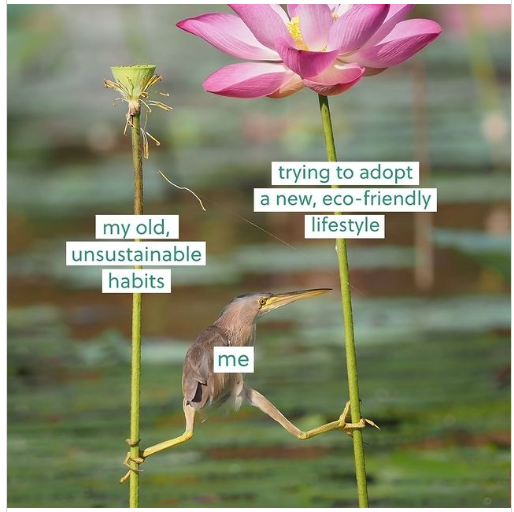 trying to adopt
a new, eco-friendly
lifestyle
my old,
unsustainable
habits
me